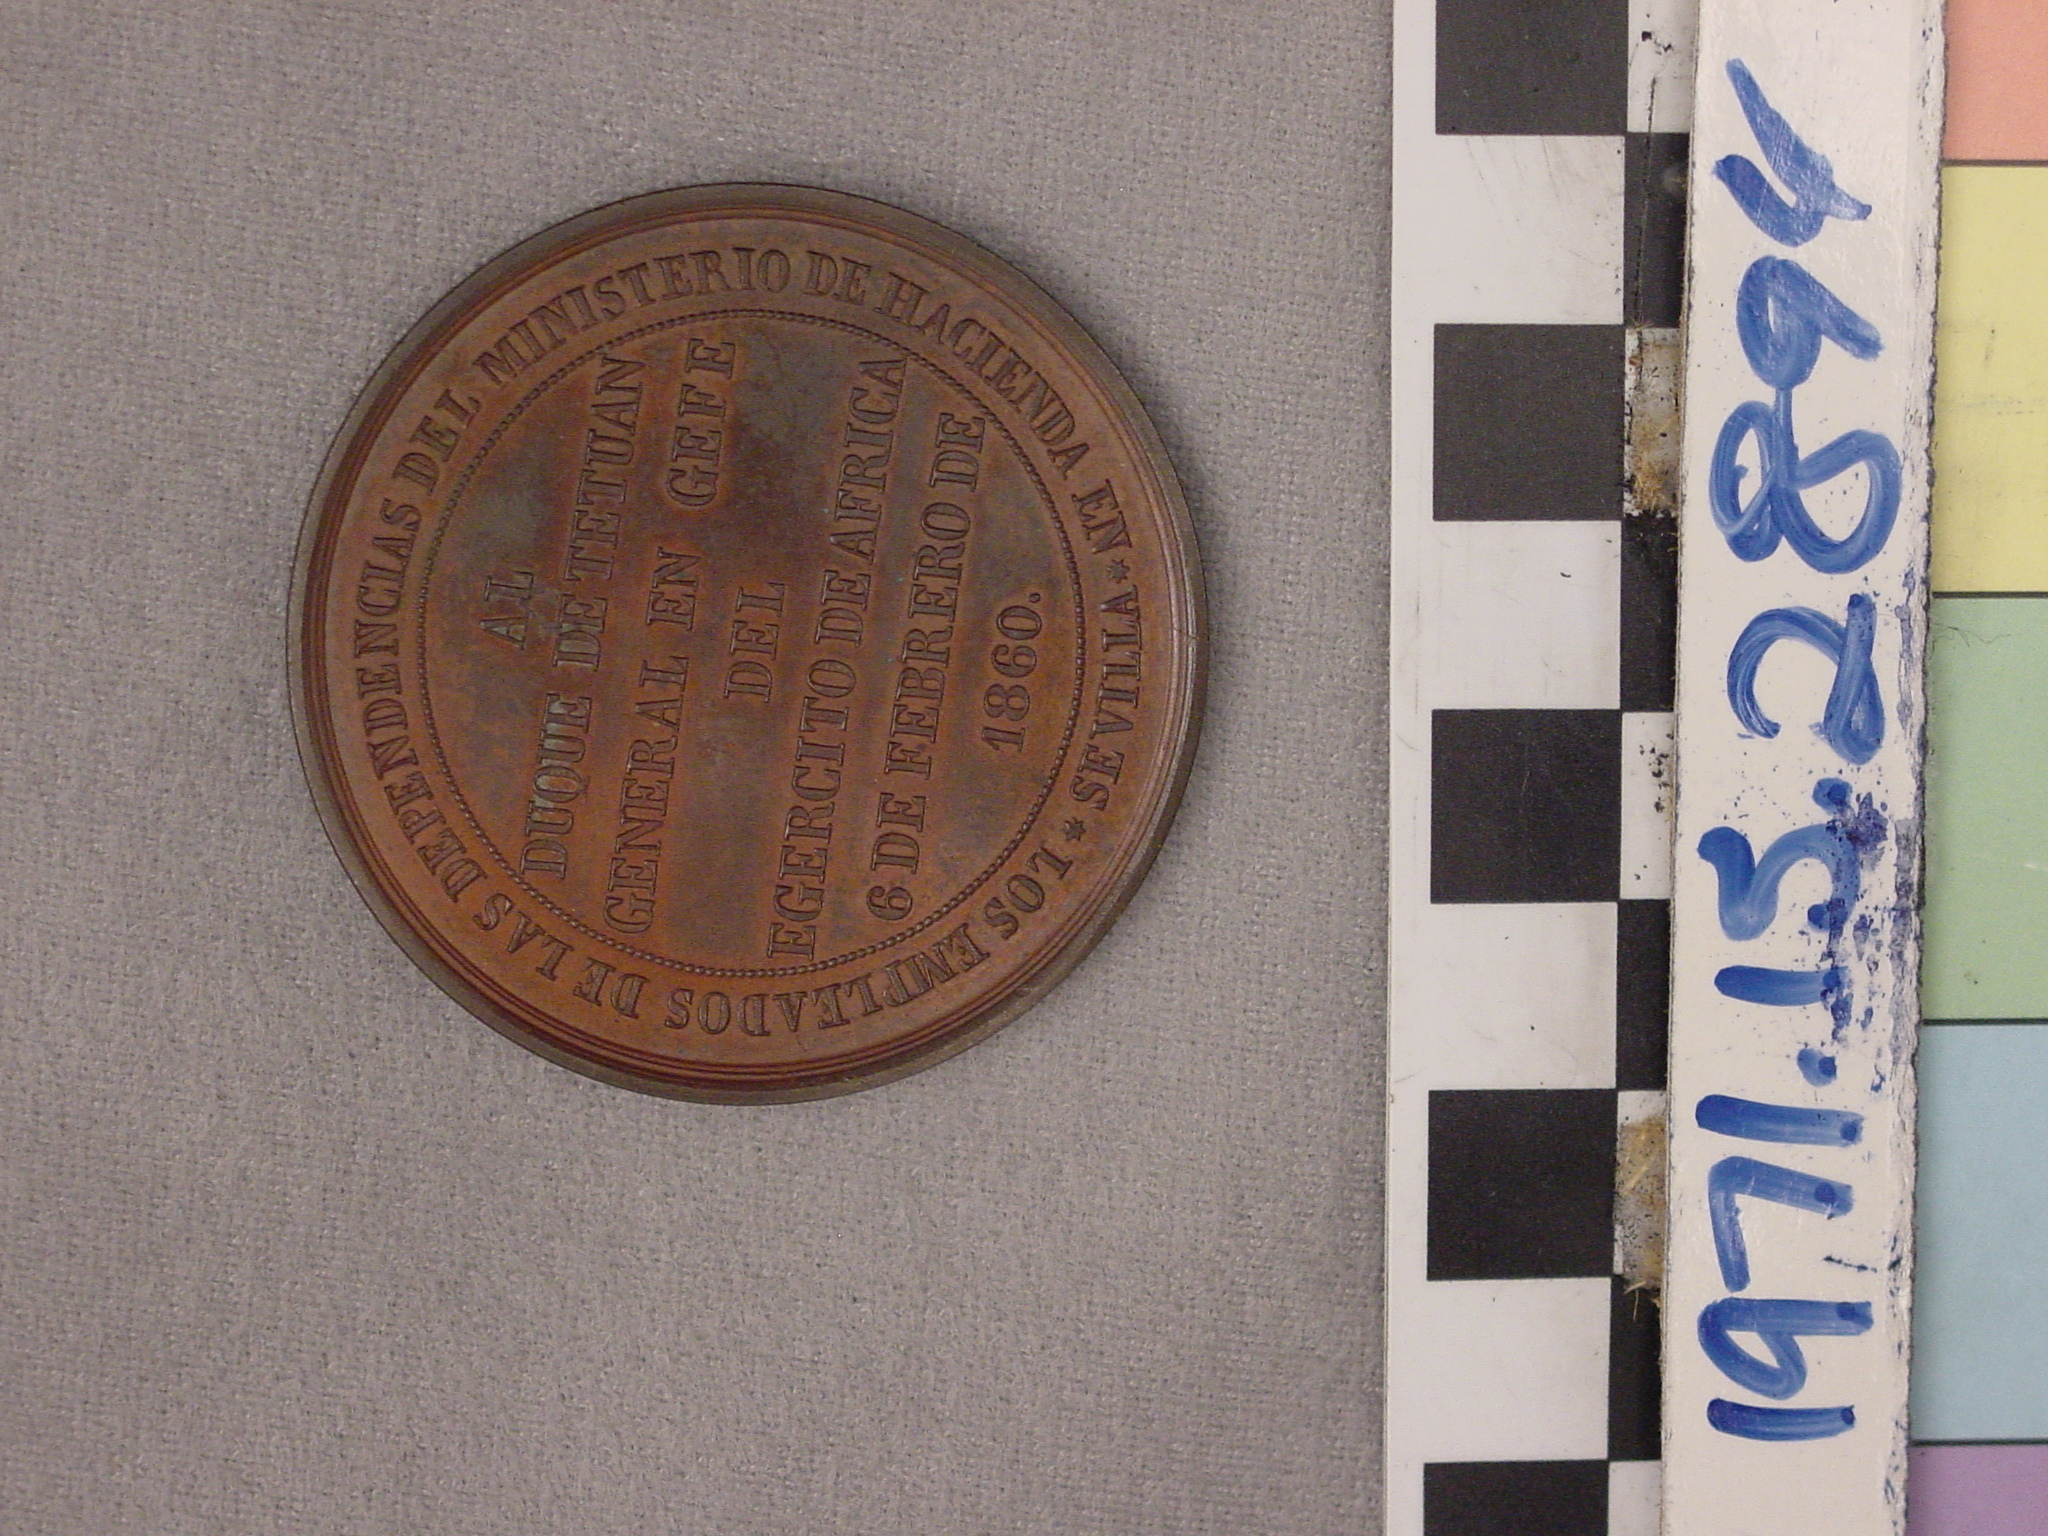 LOS EMPLEADOS DE LAS DEPENDENCIAS DEL MINISTERIO DE HACIENDA EN * SEVILLA *
AL
DUQUE DE TETUAN
GENERAL EN GEFE
DEL
EGERCITO DE AFRICA
6 DE FEBRERO DE
1860.
1971.15.2894